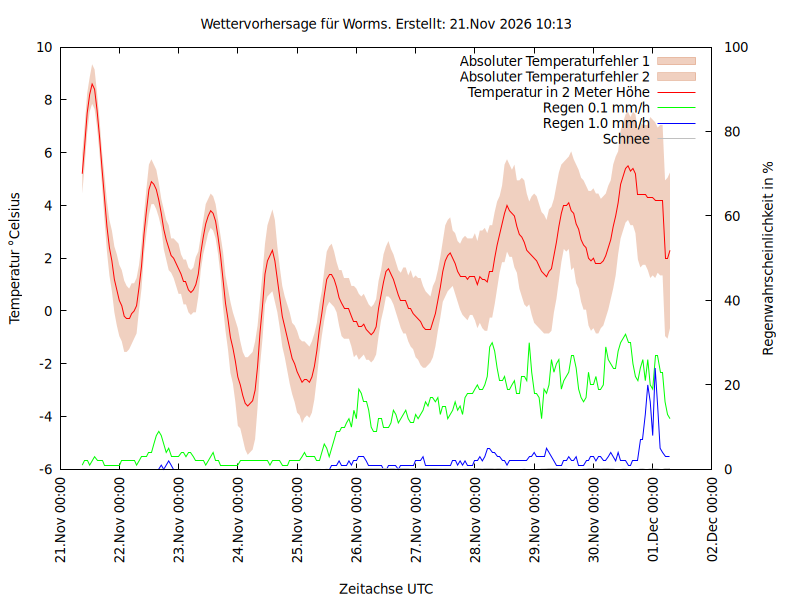 Wettervorhersage für Worms. Erstellt: 21.Nov 2026 10:13
Absoluter Temperaturfehler 1
Absoluter Temperaturfehler 2
Temperatur in 2 Meter Höhe
Regen 0.1 mm/h
Regen 1.0 mm/h
Schnee
Temperatur °Celsius
10
8
6
4
2
0
-2
-4
-6
100
80
60
40
20
0
Regenwahrscheinlichkeit in %
21.Nov 00:00
22.Nov 00:00
23.Nov 00:00
24.Nov 00:00
25.Nov 00:00
26.Nov 00:00
27.Nov 00:00
28.Nov 00:00
29.Nov 00:00
30.Nov 00:00
01.Dec 00:00
02.Dec 00:00
Zeitachse UTC